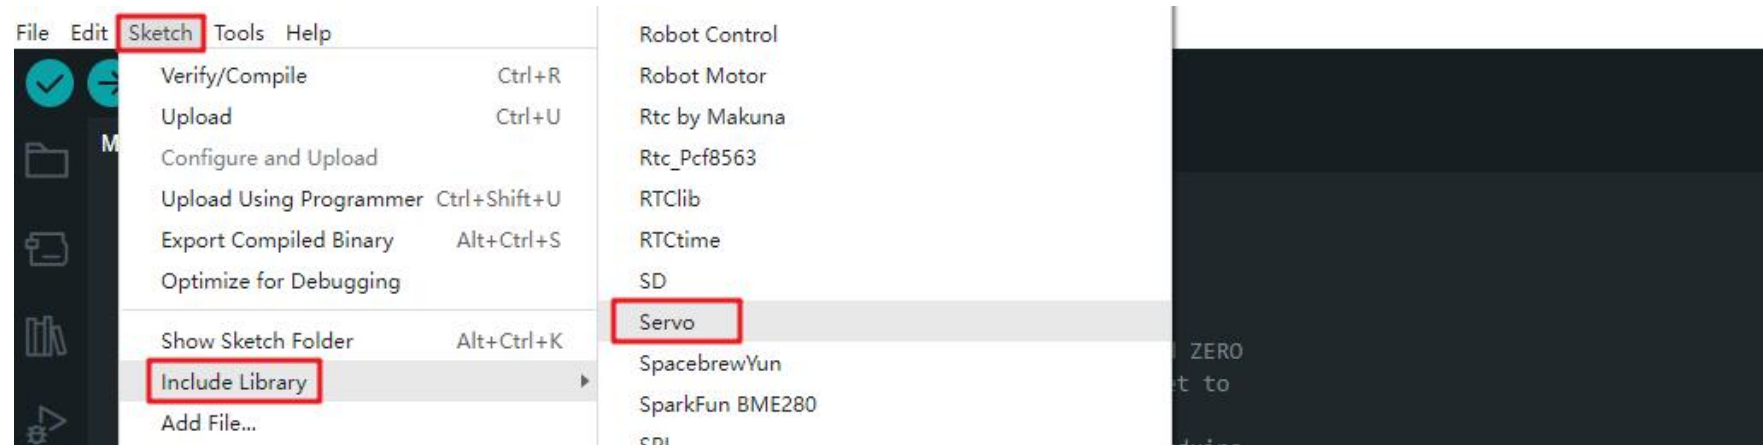 File Edit Sketch Tools Help
Verify/Compile Ctrl+R
Upload Ctrl+U
Configure and Upload
Upload Using Programmer Ctrl+Shift+U
Export Compiled Binary Alt+Ctrl+S
Optimize for Debugging
Show Sketch Folder Alt+Ctrl+K
Include Library
Add File...
Robot Control
Robot Motor
Rtc by Makuna
Rtc_Pcf8563
RTClib
RTCtime
SD
Servo
SpacebrewYun
SparkFun BME280
M
ZERO
to